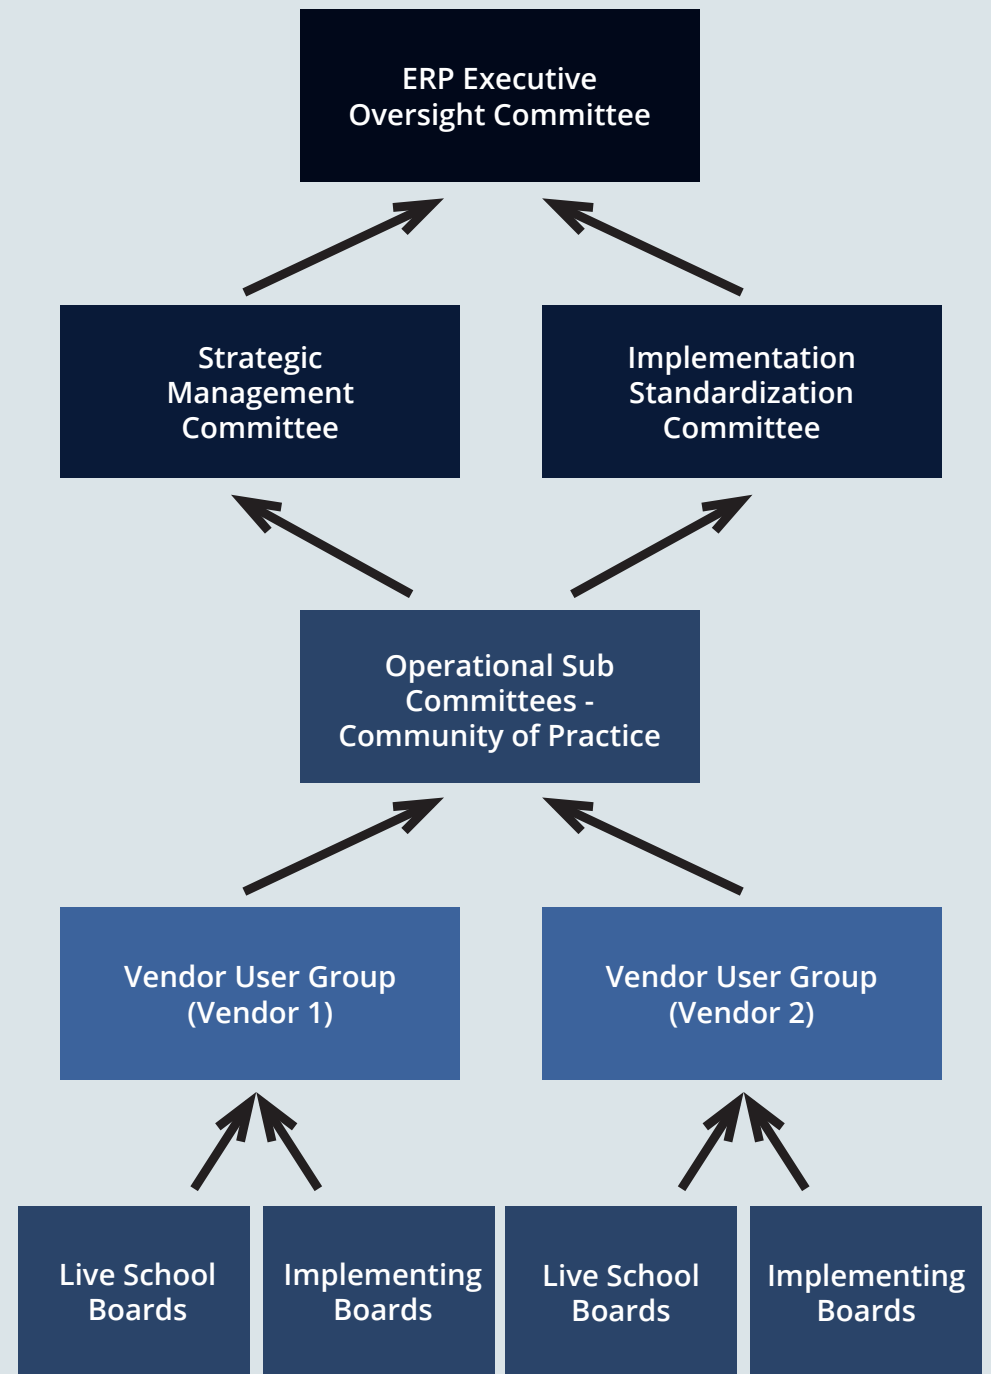 ERP Executive
Oversight Committee
Strategic
Management
Committee
Implementation
Standardization
Committee
Operational Sub
Committees -
Community of Practice
Vendor User Group
(Vendor 1)
Vendor User Group
(Vendor 2)
Live School
Boards
Implementing
Boards
Live School
Boards
Implementing
Boards